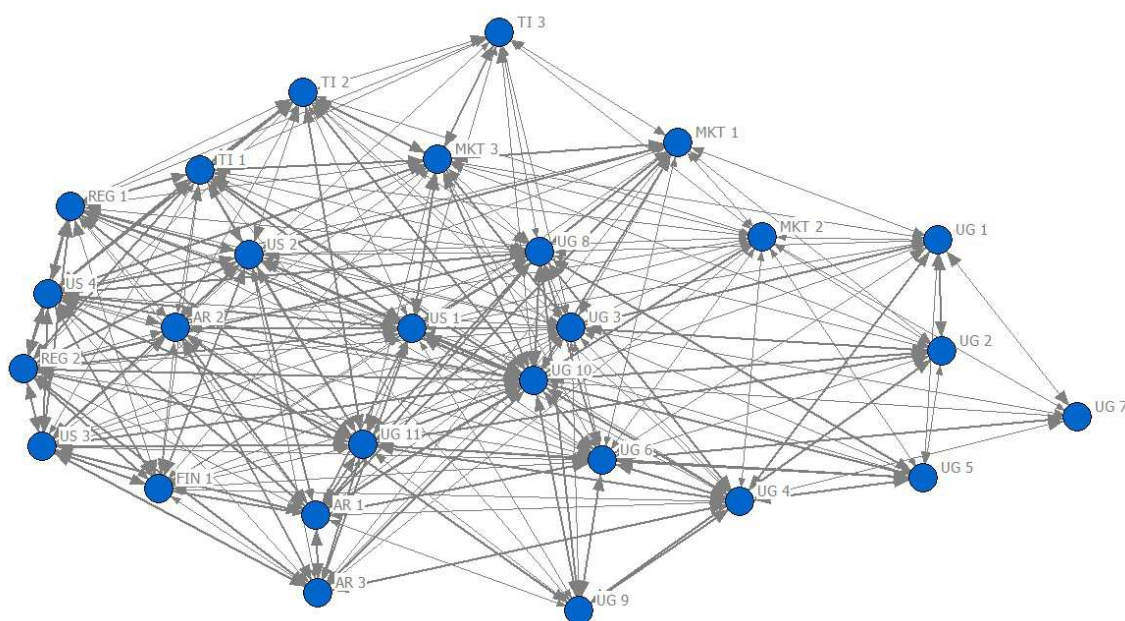 TI 3
TI 2
MKT 1
MKT 3
TI 1
REG 1
MKT 2
UG 1
US 2
UG 8
US 4
AR 2
US 1
UG 3
UG 2
REG 2
UG 10
UG 7
US 3
UG 11
UG 6
UG 5
FIN 1
UG 4
AR 1
AR 3
UG 9